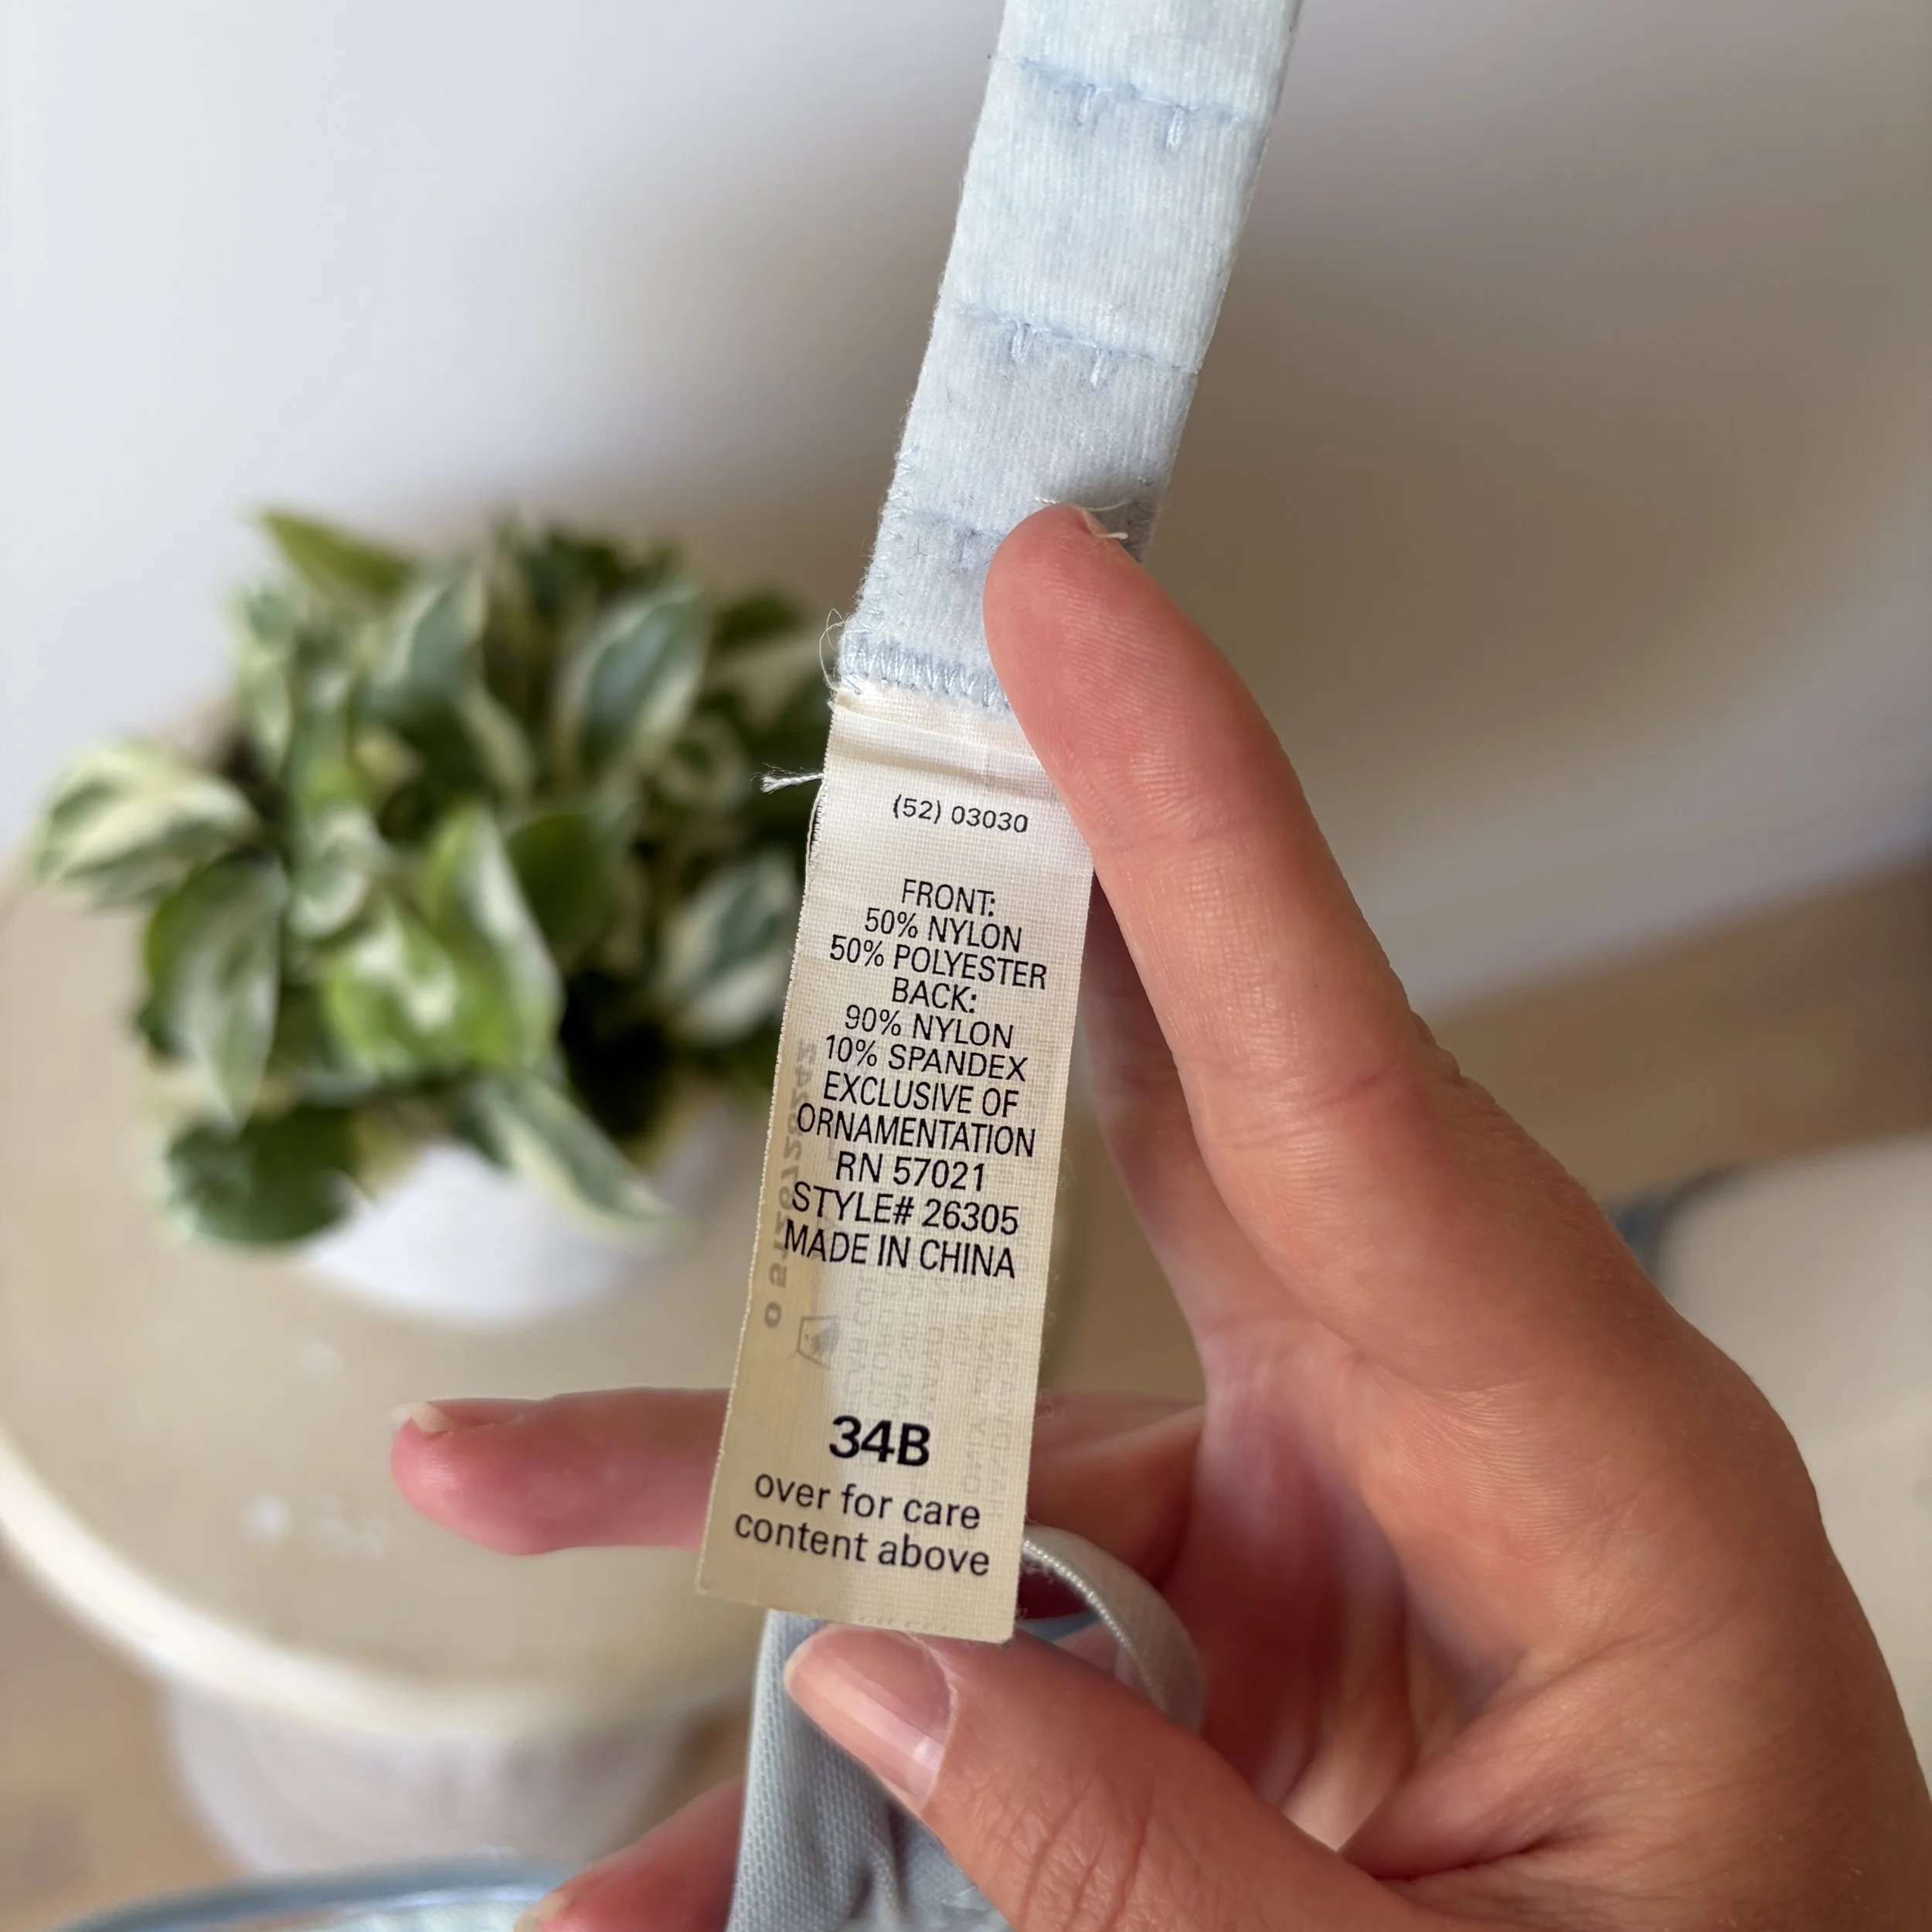 (52) 03030
FRONT:
50% NYLON
50% POLYESTER
BACK:
90% NYLON
10% SPANDEX
EXCLUSIVE OF
ORNAMENTATION
RN 57021
STYLE# 26305
MADE IN CHINA
34B
over for care
content above